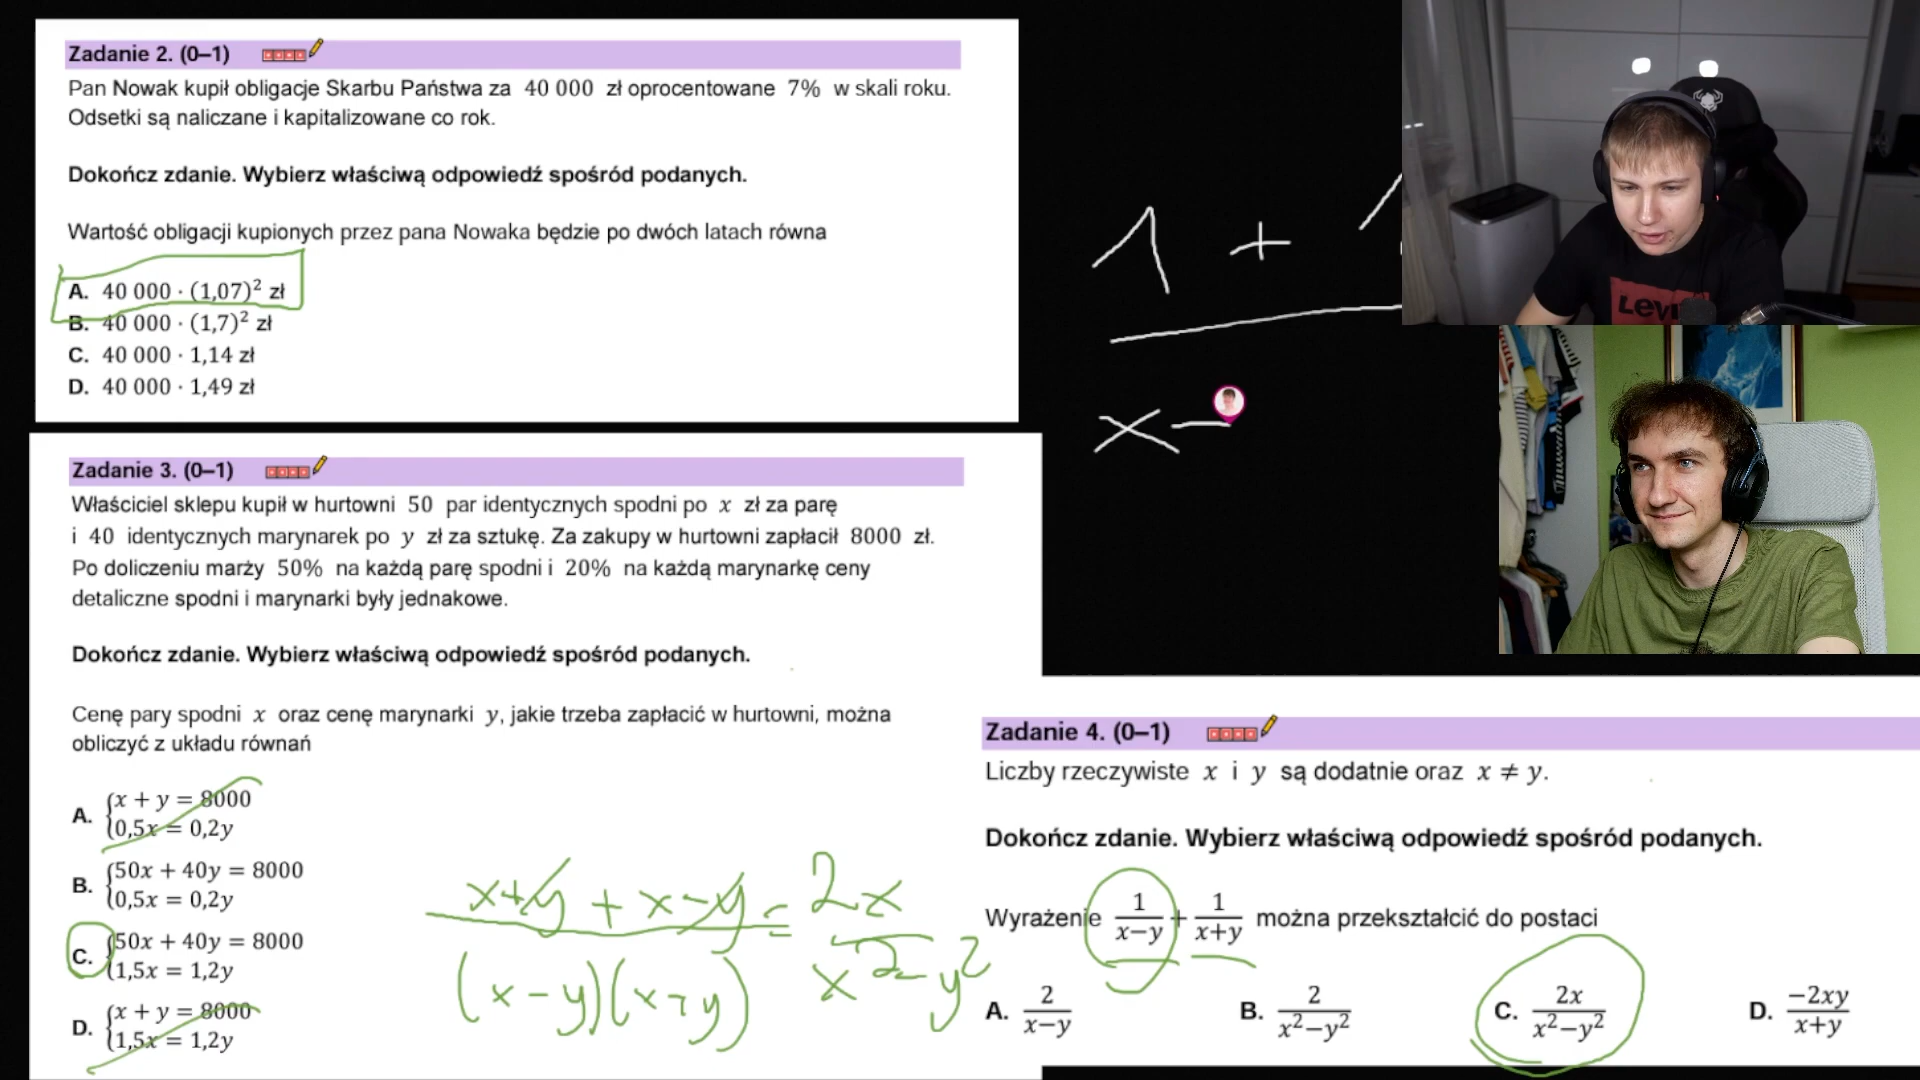 Zadanie 2. (0–1)
Pan Nowak kupił obligacje Skarbu Państwa za 40 000 zł oprocentowane 7% w skali roku.
Odsetki są naliczane i kapitalizowane co rok.
Dokończ zdanie. Wybierz właściwą odpowiedź spośród podanych.
Wartość obligacji kupionych przez pana Nowaka będzie po dwóch latach równa
A. 40 000 · (1,07)² zł
B. 40 000 · (1,7)² zł
C. 40 000 · 1,14 zł
D. 40 000 · 1,49 zł
1 +
x –
Zadanie 3. (0–1)
Właściciel sklepu kupił w hurtowni 50 par identycznych spodni po x zł za parę
i 40 identycznych marynarek po y zł za sztukę. Za zakupy w hurtowni zapłacił 8000 zł.
Po doliczeniu marży 50% na każdą parę spodni i 20% na każdą marynarkę ceny
detaliczne spodni i marynarki były jednakowe.
Dokończ zdanie. Wybierz właściwą odpowiedź spośród podanych.
Cenę pary spodni x oraz cenę marynarki y, jakie trzeba zapłacić w hurtowni, można
obliczyć z układu równań
A. {x + y = 8000
0,5x = 0,2y
B. {50x + 40y = 8000
0,5x = 0,2y
C. {50x + 40y = 8000
1,5x = 1,2y
D. {x + y = 8000
1,5x = 1,2y
x+y + x–y = 2x
(x–y)(x+y) x²–y²
Zadanie 4. (0–1)
Liczby rzeczywiste x i y są dodatnie oraz x ≠ y.
Dokończ zdanie. Wybierz właściwą odpowiedź spośród podanych.
Wyrażenie 1/(x–y) + 1/(x+y) można przekształcić do postaci
A. 2/(x–y) B. 2/(x²–y²) C. 2x/(x²–y²) D. –2xy/(x+y)